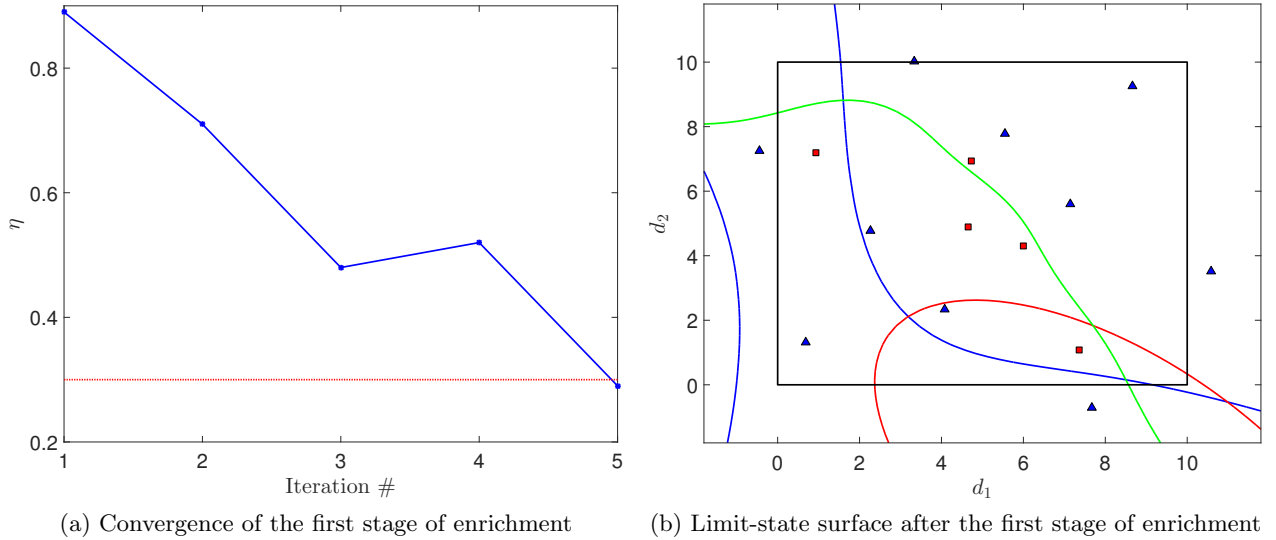 0.8
0.6
0.4
0.2
η
1 2 3 4 5
Iteration #
10
8
6
4
2
0
d2
0 2 4 6 8 10
d1
(a) Convergence of the first stage of enrichment
(b) Limit-state surface after the first stage of enrichment